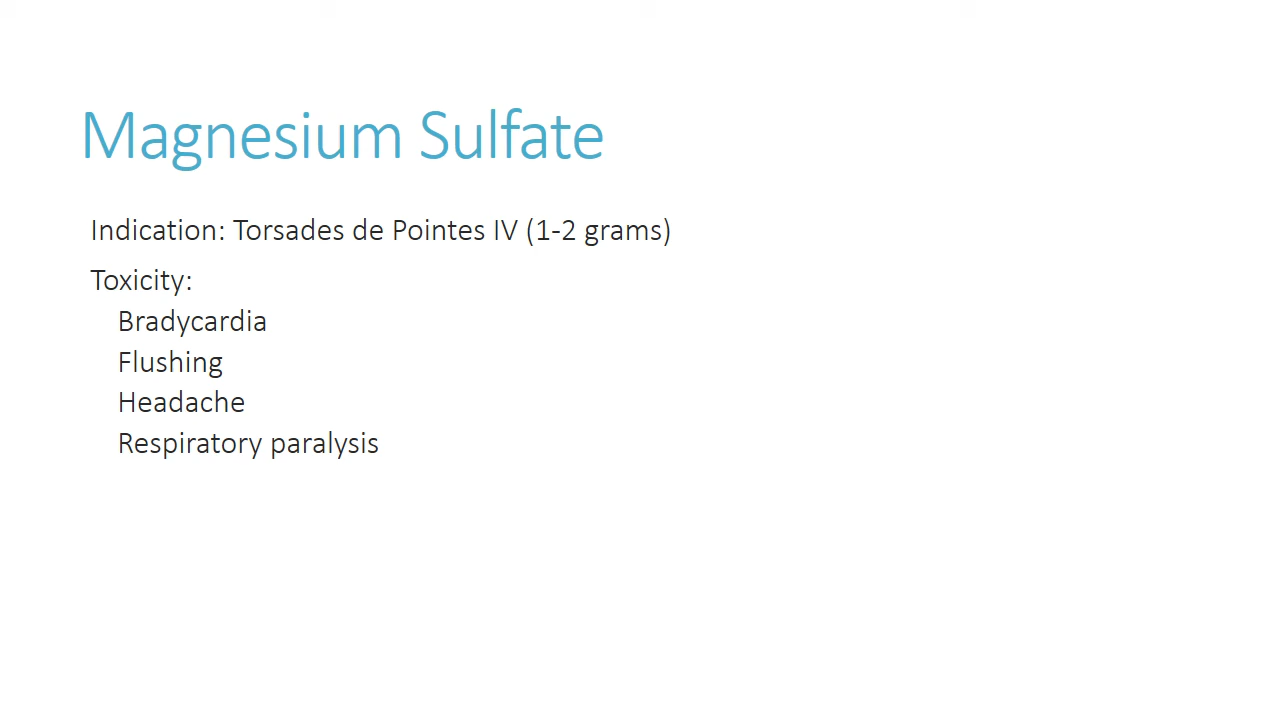 Magnesium Sulfate
Indication: Torsades de Pointes IV (1-2 grams)
Toxicity:
Bradycardia
Flushing
Headache
Respiratory paralysis